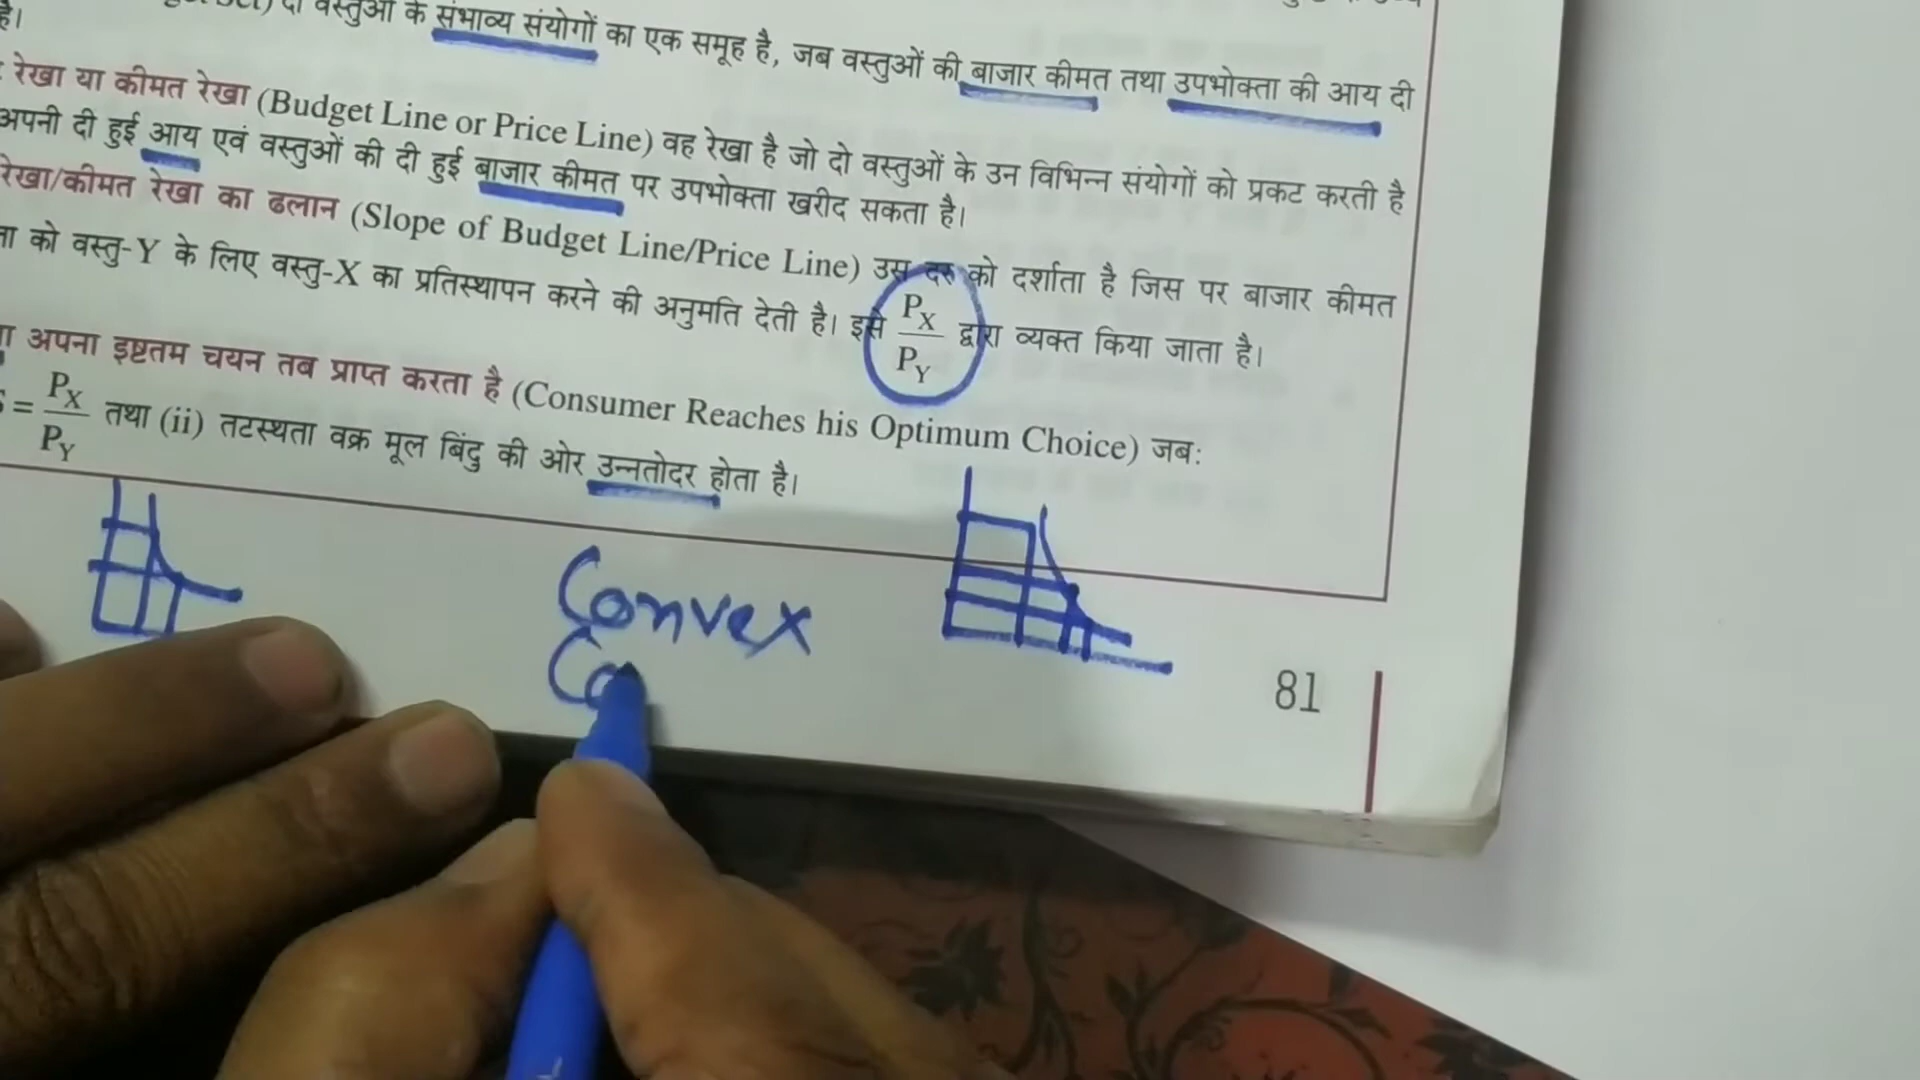 दो वस्तुओं के संभाव्य संयोगों का एक समूह है, जब वस्तुओं की बाजार कीमत तथा उपभोक्ता की आय दी
है।
रेखा या कीमत रेखा (Budget Line or Price Line) वह रेखा है जो दो वस्तुओं के उन विभिन्न संयोगों को प्रकट करती है
अपनी दी हुई आय एवं वस्तुओं की दी हुई बाजार कीमत पर उपभोक्ता खरीद सकता है।
रेखा/कीमत रेखा का ढलान (Slope of Budget Line/Price Line) उस दर को दर्शाता है जिस पर बाजार कीमत
को वस्तु-Y के लिए वस्तु-X का प्रतिस्थापन करने की अनुमति देती है। इसे P_X/P_Y द्वारा व्यक्त किया जाता है।
अपना इष्टतम चयन तब प्राप्त करता है (Consumer Reaches his Optimum Choice) जब:
= P_X/P_Y तथा (ii) तटस्थता वक्र मूल बिंदु की ओर उन्नतोदर होता है।
Convex
Co
81